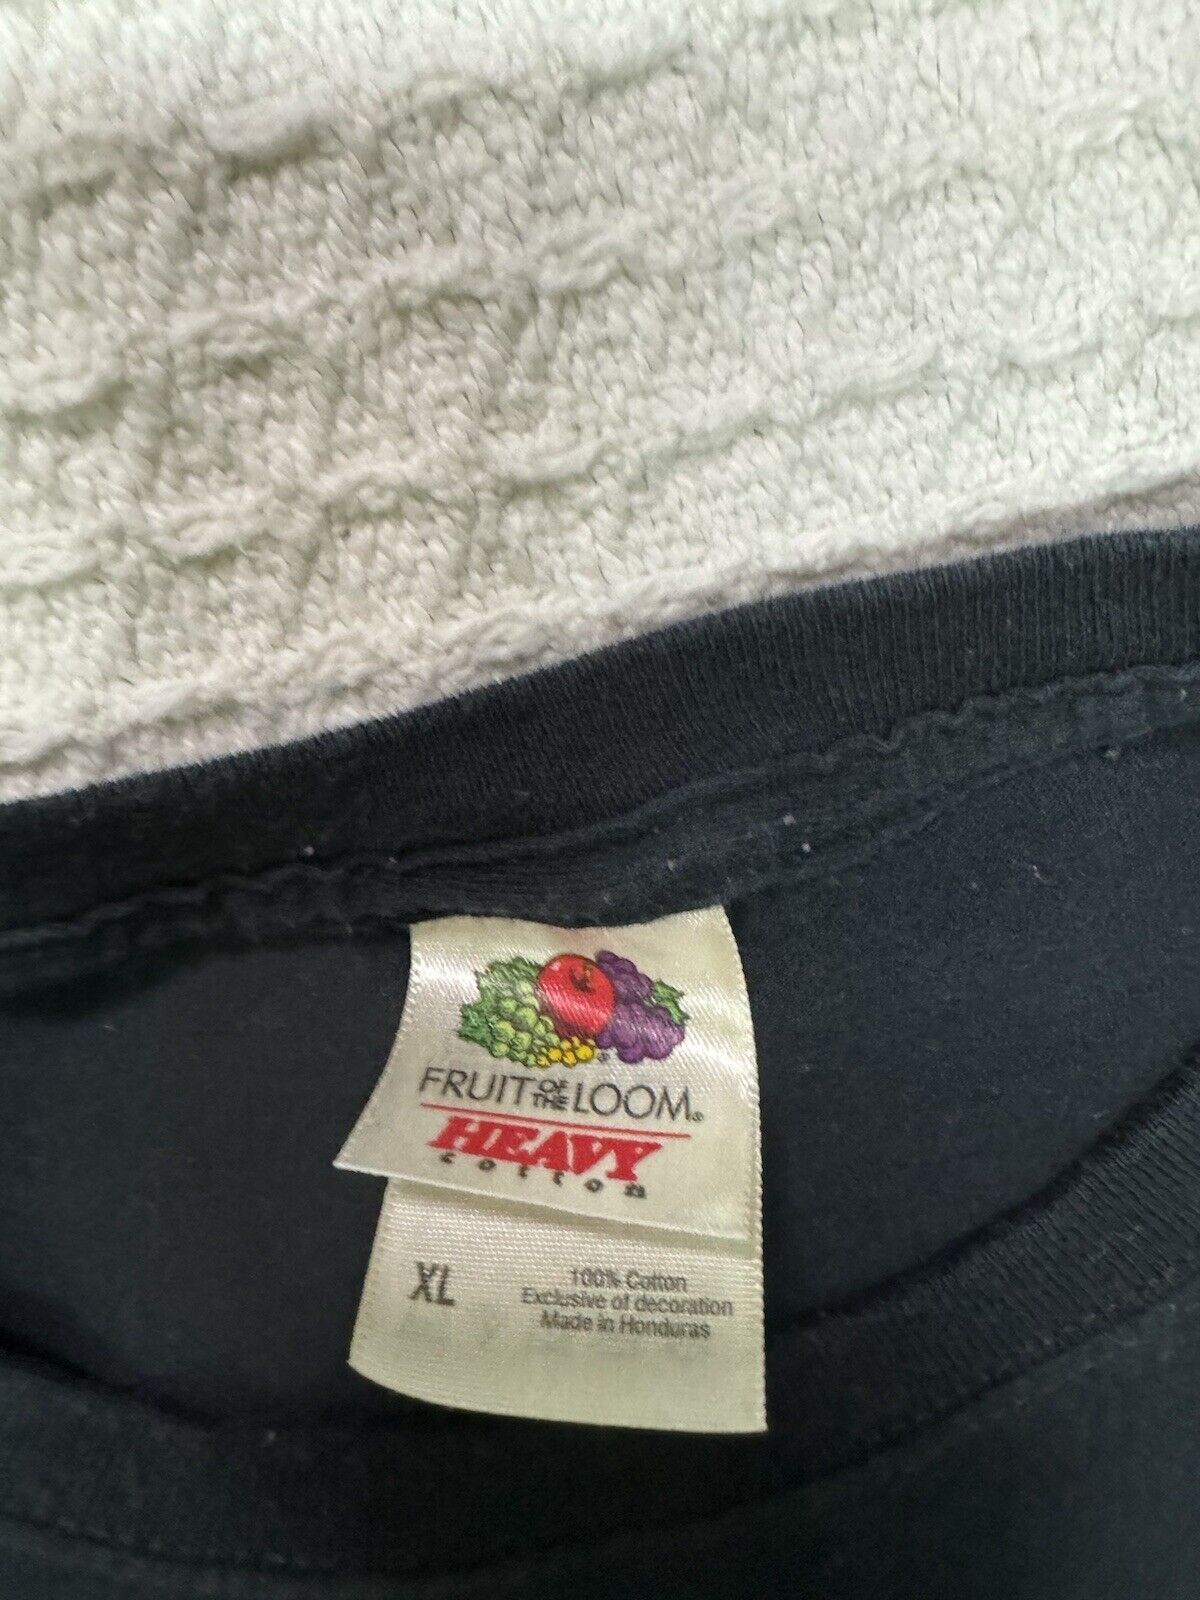 FRUIT OF THE LOOM®
HEAVY
cotton
XL
100% Cotton
Exclusive of decoration
Made in Honduras